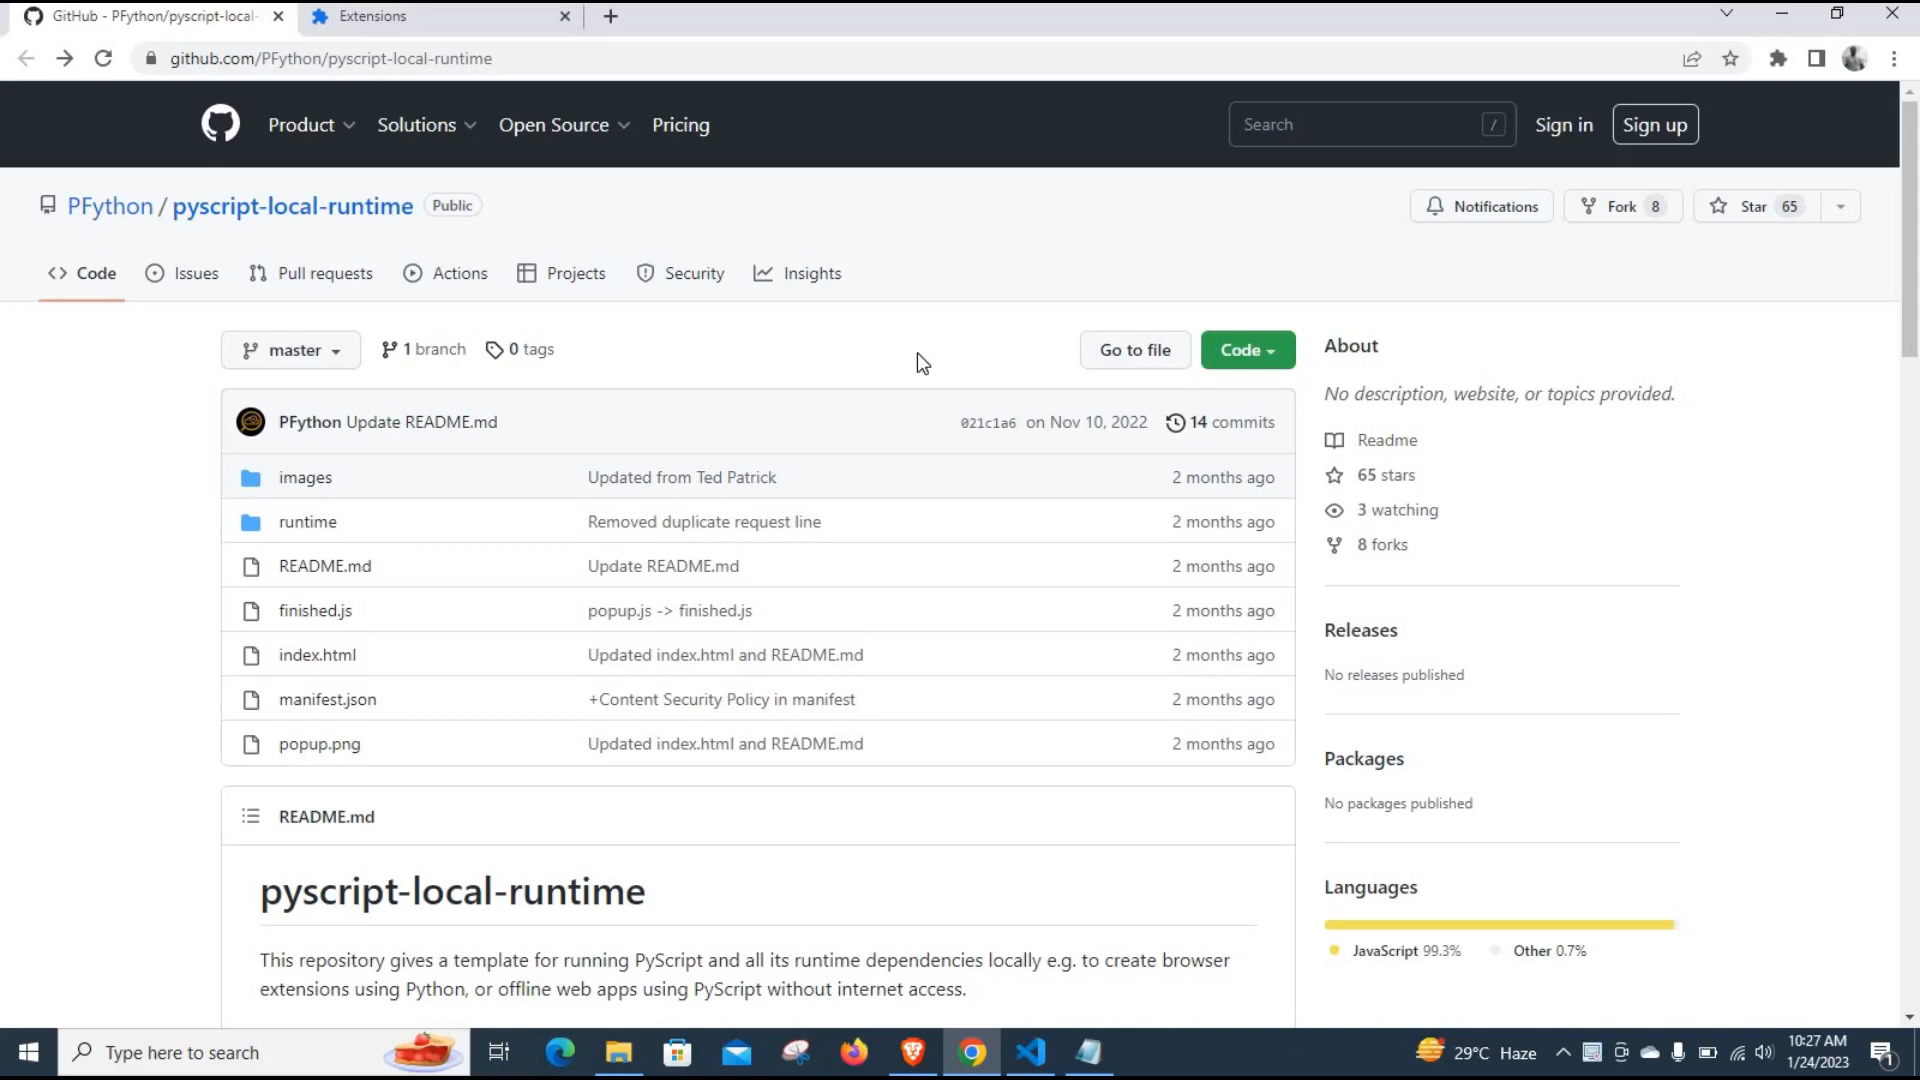 GitHub - PFython/pyscript-local-
Extensions
github.com/PFython/pyscript-local-runtime
Product
Solutions
Open Source
Pricing
Search
/
Sign in
Sign up
PFython / pyscript-local-runtime
Public
Notifications
Fork 8
Star 65
Code
Issues
Pull requests
Actions
Projects
Security
Insights
master
1 branch
0 tags
Go to file
Code
PFython Update README.md
021c1a6 on Nov 10, 2022
14 commits
images
Updated from Ted Patrick
2 months ago
runtime
Removed duplicate request line
2 months ago
README.md
Update README.md
2 months ago
finished.js
popup.js -> finished.js
2 months ago
index.html
Updated index.html and README.md
2 months ago
manifest.json
+Content Security Policy in manifest
2 months ago
popup.png
Updated index.html and README.md
2 months ago
README.md
pyscript-local-runtime
This repository gives a template for running PyScript and all its runtime dependencies locally e.g. to create browser
extensions using Python, or offline web apps using PyScript without internet access.
About
No description, website, or topics provided.
Readme
65 stars
3 watching
8 forks
Releases
No releases published
Packages
No packages published
Languages
JavaScript 99.3%
Other 0.7%
Type here to search
29°C Haze
10:27 AM
1/24/2023
1